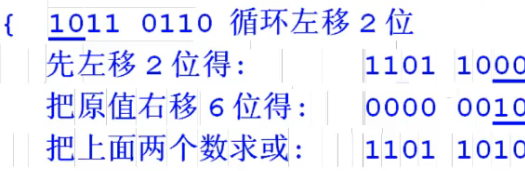 { 1011 0110 循环左移 2 位
先左移 2 位得： 1101 1000
把原值右移 6 位得： 0000 0010
把上面两个数求或： 1101 1010